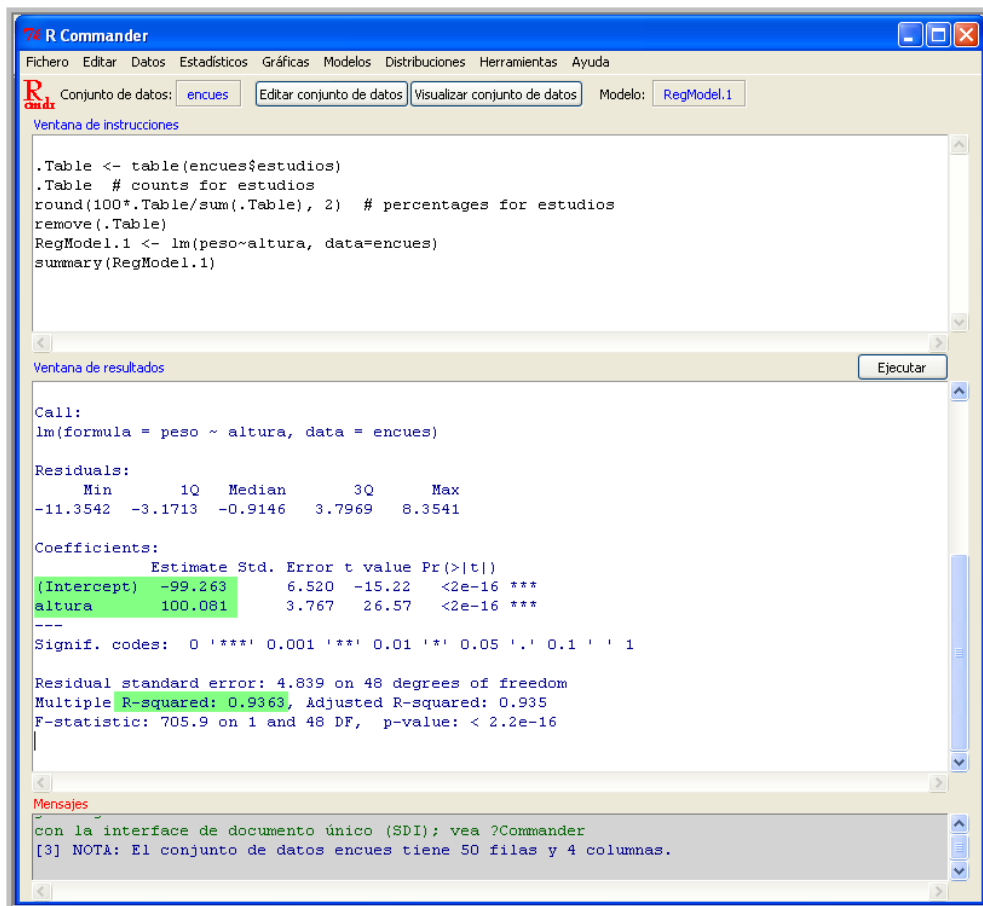 R Commander
Fichero Editar Datos Estadísticos Gráficas Modelos Distribuciones Herramientas Ayuda
R cmdr Conjunto de datos: encues Editar conjunto de datos Visualizar conjunto de datos Modelo: RegModel.1
Ventana de instrucciones
.Table <- table(encues$estudios)
.Table  # counts for estudios
round(100*.Table/sum(.Table), 2)  # percentages for estudios
remove(.Table)
RegModel.1 <- lm(peso~altura, data=encues)
summary(RegModel.1)
Ventana de resultados Ejecutar
Call:
lm(formula = peso ~ altura, data = encues)
Residuals:
Min 1Q Median 3Q Max
-11.3542 -3.1713 -0.9146 3.7969 8.3541
Coefficients:
Estimate Std. Error t value Pr(>|t|)
(Intercept) -99.263 6.520 -15.22 <2e-16 ***
altura 100.081 3.767 26.57 <2e-16 ***
---
Signif. codes:  0 '***' 0.001 '**' 0.01 '*' 0.05 '.' 0.1 ' ' 1
Residual standard error: 4.839 on 48 degrees of freedom
Multiple R-squared: 0.9363, Adjusted R-squared: 0.935
F-statistic: 705.9 on 1 and 48 DF,  p-value: < 2.2e-16
Mensajes
con la interface de documento único (SDI); vea ?Commander
[3] NOTA: El conjunto de datos encues tiene 50 filas y 4 columnas.